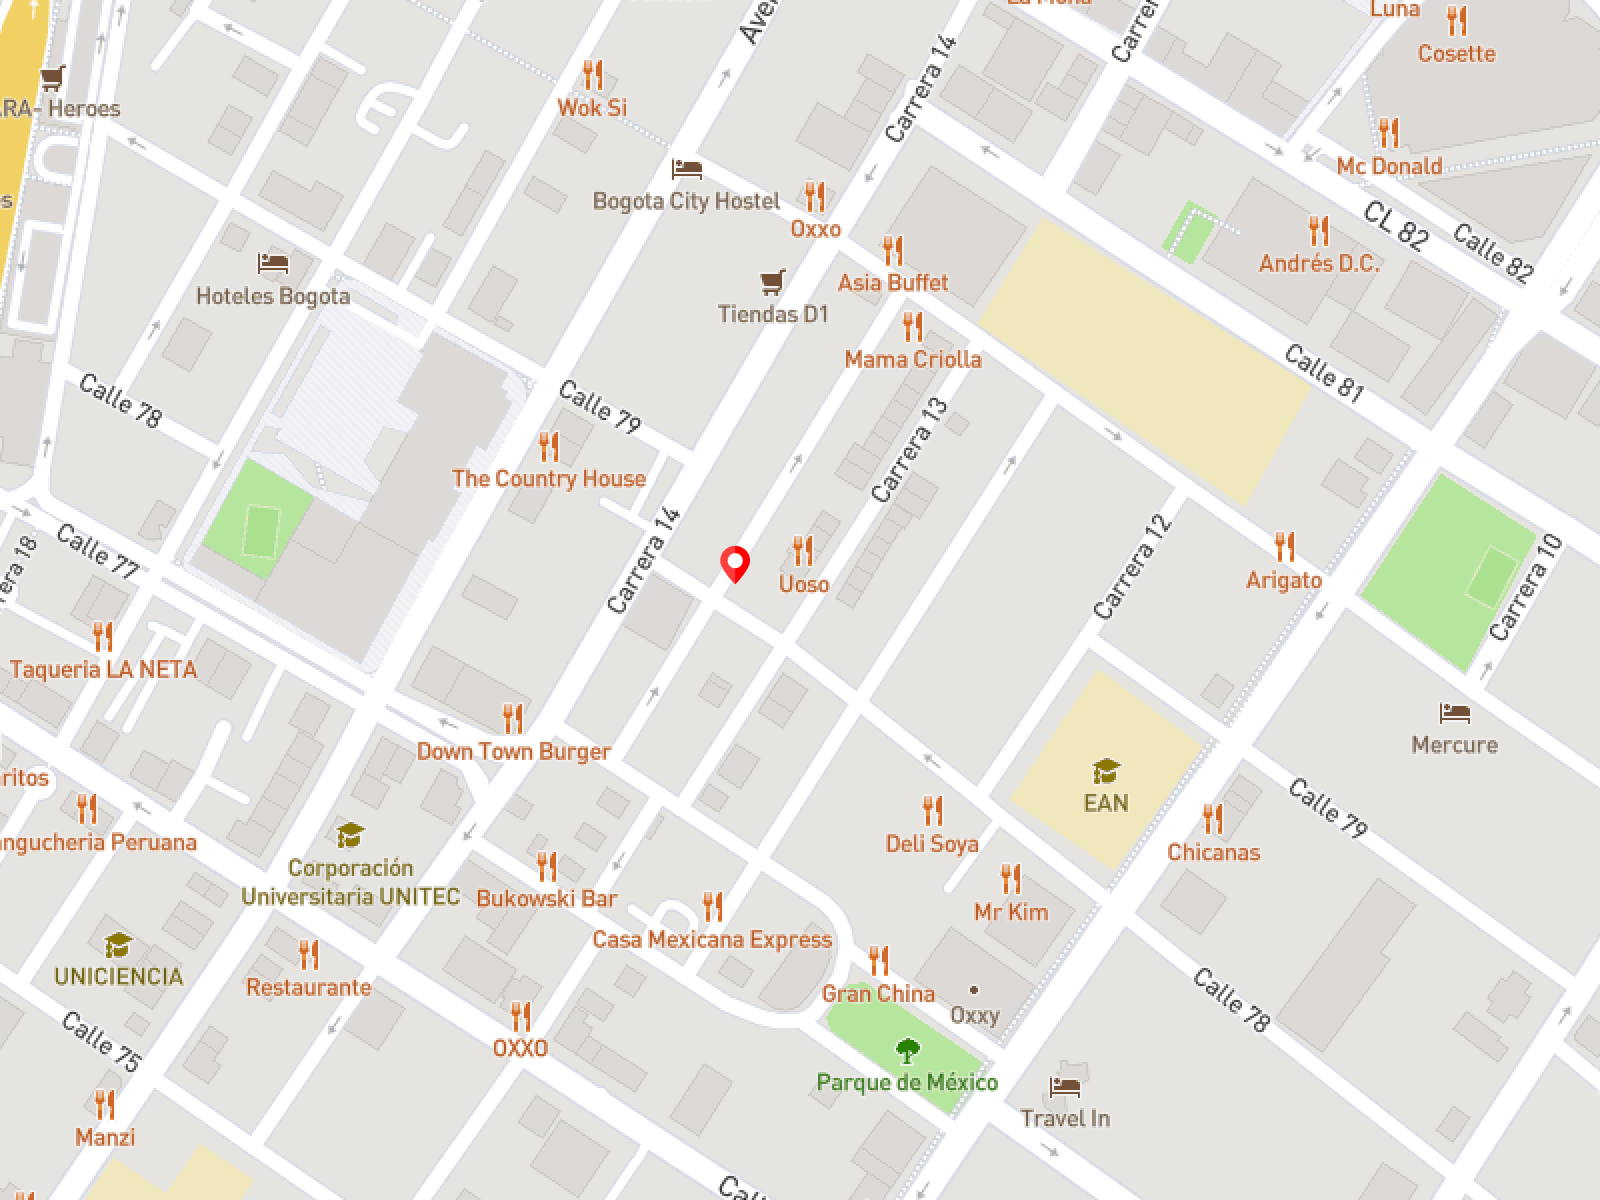 La Mona
Luna
Cosette
Carrera 14
ARA- Heroes
Wok Si
Mc Donald
Bogota City Hostel
Oxxo
CL 82
Calle 82
Andrés D.C.
Asia Buffet
Hoteles Bogota
Tiendas D1
Mama Criolla
Calle 81
Calle 78
Calle 79
Carrera 13
The Country House
Carrera 14
Carrera 12
Calle 77
Uoso
Arigato
Carrera 10
era 18
Taqueria LA NETA
Mercure
Down Town Burger
ritos
EAN
Calle 79
angucheria Peruana
Deli Soya
Chicanas
Corporación
Universitaria UNITEC
Bukowski Bar
Mr Kim
Casa Mexicana Express
UNICIENCIA
Restaurante
Gran China
Oxxy
Calle 78
Calle 75
OXXO
Parque de México
Travel In
Manzi